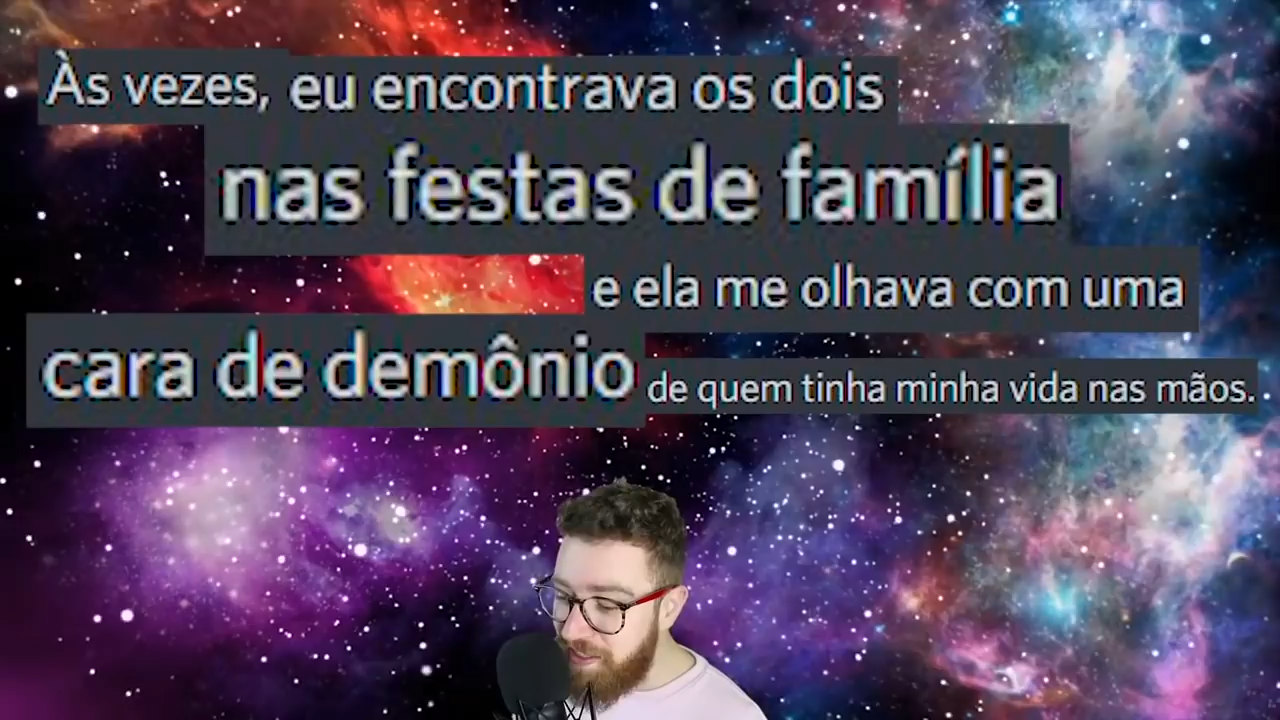 Às vezes, eu encontrava os dois
nas festas de família
e ela me olhava com uma
cara de demônio de quem tinha minha vida nas mãos.